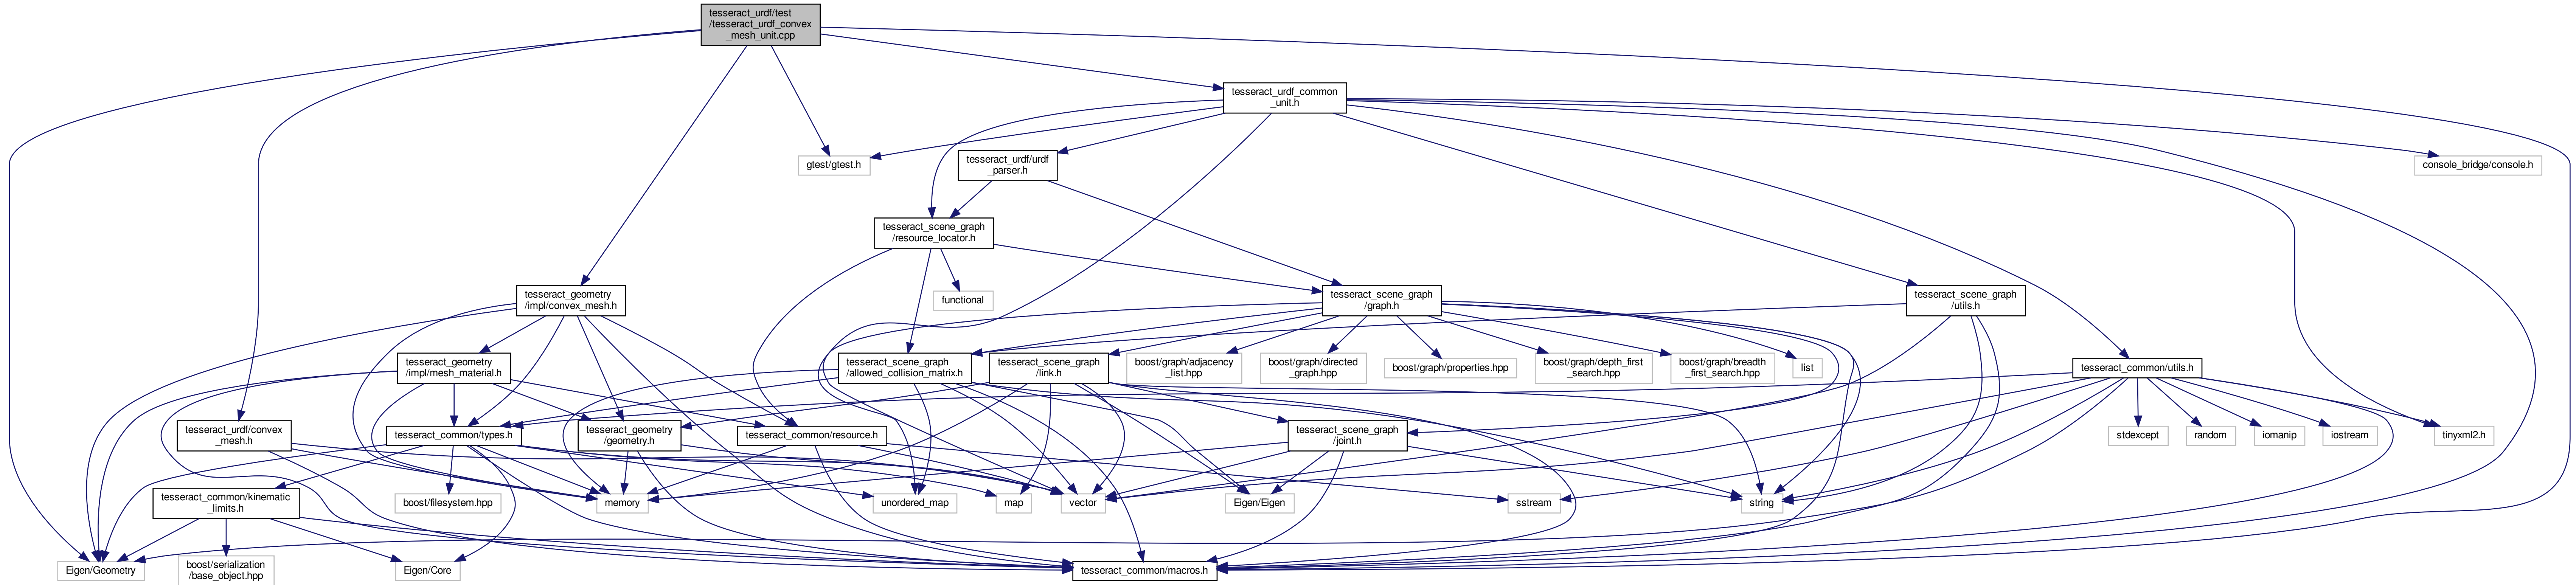 tesseract_urdf/test
/tesseract_urdf_convex
_mesh_unit.cpp
tesseract_urdf_common
_unit.h
gtest/gtest.h
tesseract_urdf/urdf
_parser.h
console_bridge/console.h
tesseract_scene_graph
/resource_locator.h
tesseract_geometry
/impl/convex_mesh.h
functional
tesseract_scene_graph
/graph.h
tesseract_scene_graph
/utils.h
tesseract_geometry
/impl/mesh_material.h
tesseract_scene_graph
/allowed_collision_matrix.h
tesseract_scene_graph
/link.h
boost/graph/adjacency
_list.hpp
boost/graph/directed
_graph.hpp
boost/graph/properties.hpp
boost/graph/depth_first
_search.hpp
boost/graph/breadth
_first_search.hpp
list
tesseract_common/utils.h
tesseract_urdf/convex
_mesh.h
tesseract_common/types.h
tesseract_geometry
/geometry.h
tesseract_common/resource.h
tesseract_scene_graph
/joint.h
stdexcept
random
iomanip
iostream
tinyxml2.h
tesseract_common/kinematic
_limits.h
boost/filesystem.hpp
memory
unordered_map
map
vector
Eigen/Eigen
sstream
string
Eigen/Geometry
boost/serialization
/base_object.hpp
Eigen/Core
tesseract_common/macros.h